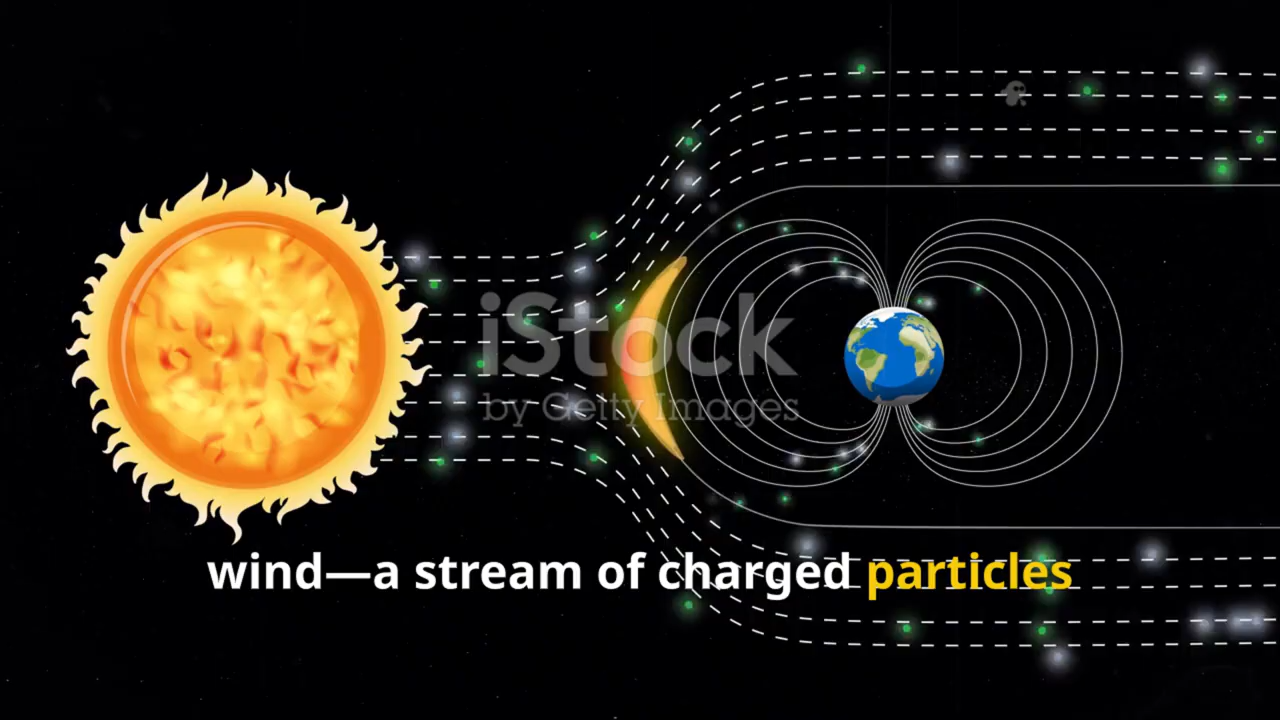 iStock
by Getty Images
wind—a stream of charged particles